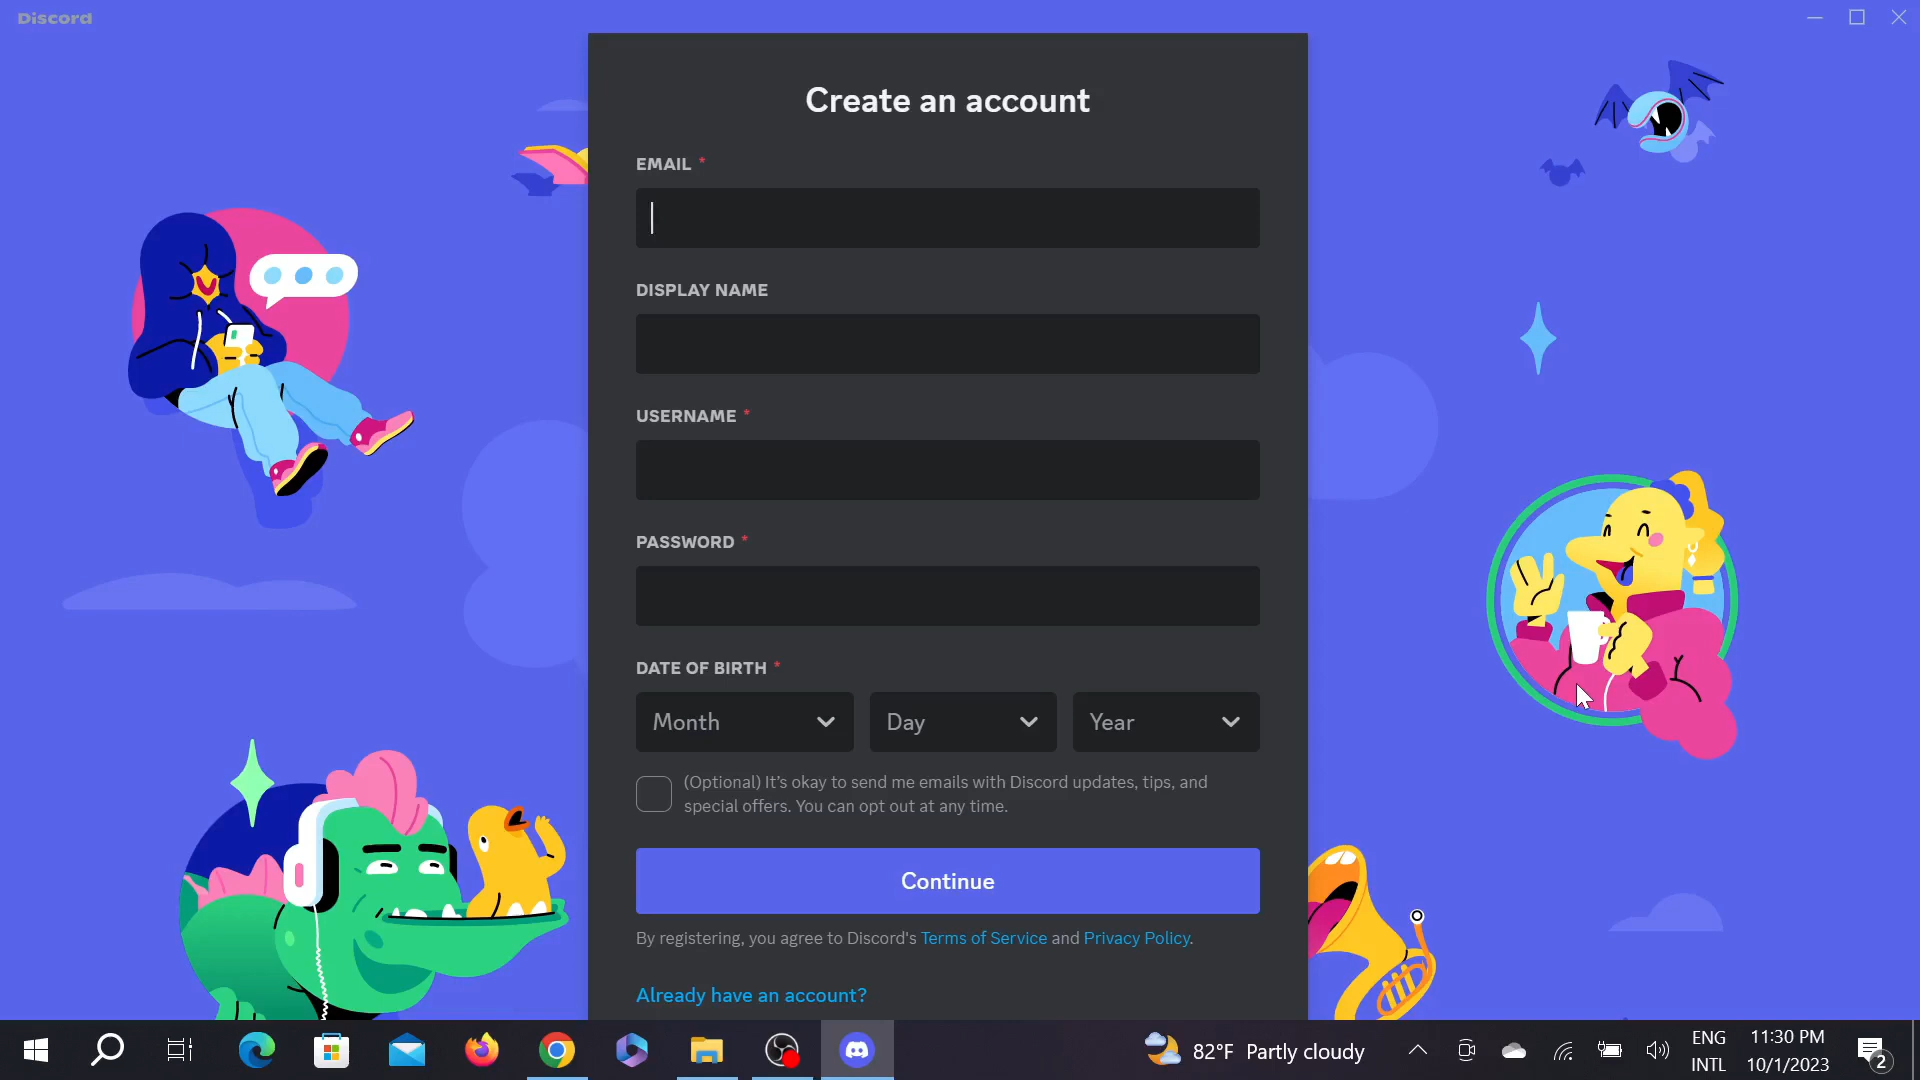 Discord
Create an account
EMAIL *
DISPLAY NAME
USERNAME *
PASSWORD *
DATE OF BIRTH *
Month
Day
Year
(Optional) It's okay to send me emails with Discord updates, tips, and
special offers. You can opt out at any time.
Continue
By registering, you agree to Discord's Terms of Service and Privacy Policy.
Already have an account?
82°F Partly cloudy
ENG
INTL
11:30 PM
10/1/2023
2